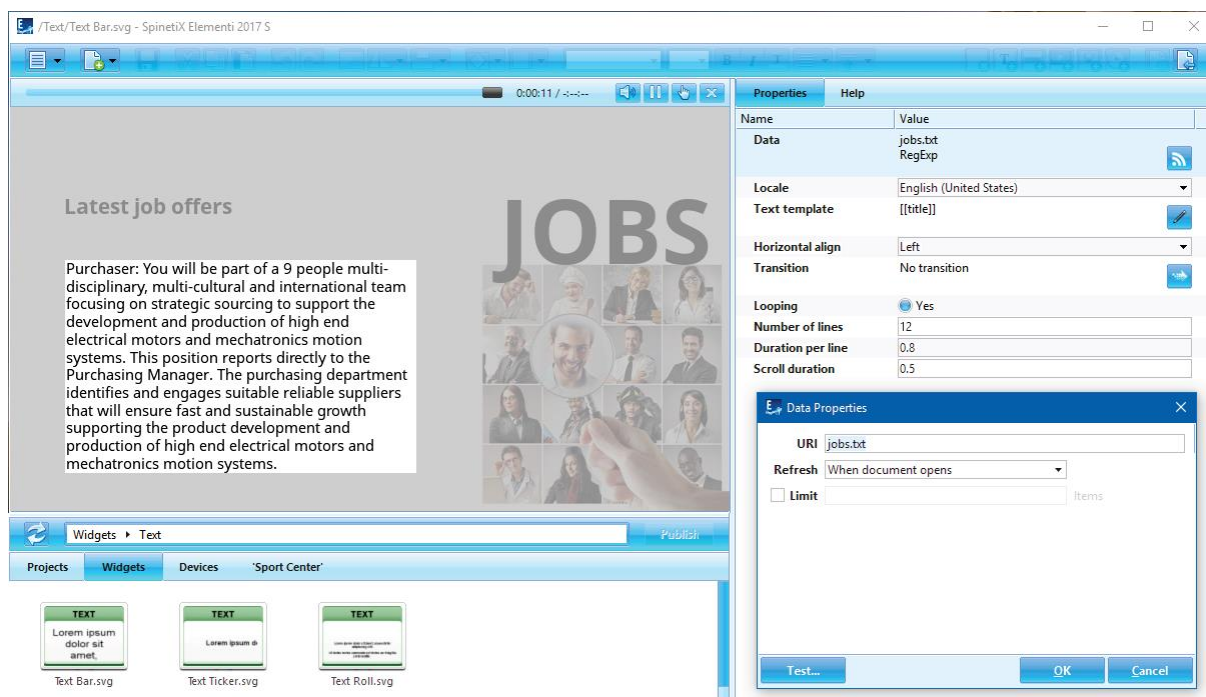 /Text/Text Bar.svg - SpinetiX Elementi 2017 S
0:00:11 / -:--:--
Latest job offers
JOBS
Purchaser: You will be part of a 9 people multi-
disciplinary, multi-cultural and international team
focusing on strategic sourcing to support the
development and production of high end
electrical motors and mechatronics motion
systems. This position reports directly to the
Purchasing Manager. The purchasing department
identifies and engages suitable reliable suppliers
that will ensure fast and sustainable growth
supporting the product development and
production of high end electrical motors and
mechatronics motion systems.
Widgets Text
Publish
Projects Widgets Devices 'Sport Center'
TEXT
Lorem ipsum
dolor sit
amet,
Text Bar.svg
TEXT
Lorem ipsum d
Text Ticker.svg
TEXT
Text Roll.svg
Properties Help
Name Value
Data jobs.txt
RegExp
Locale English (United States)
Text template [[title]]
Horizontal align Left
Transition No transition
Looping Yes
Number of lines 12
Duration per line 0.8
Scroll duration 0.5
Data Properties
URI jobs.txt
Refresh When document opens
Limit Items
Test... OK Cancel